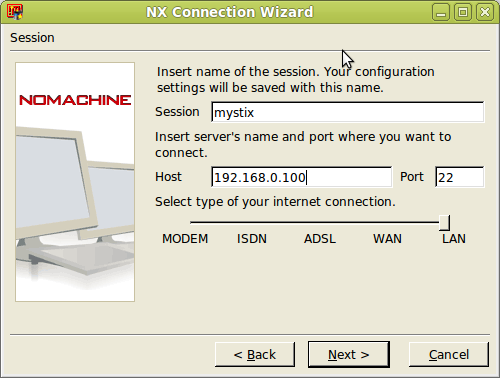 NX Connection Wizard
Session
NOMACHINE
Insert name of the session. Your configuration
settings will be saved with this name.
Session mystix
Insert server's name and port where you want to
connect.
Host 192.168.0.100 Port 22
Select type of your internet connection.
MODEM ISDN ADSL WAN LAN
< Back Next > Cancel